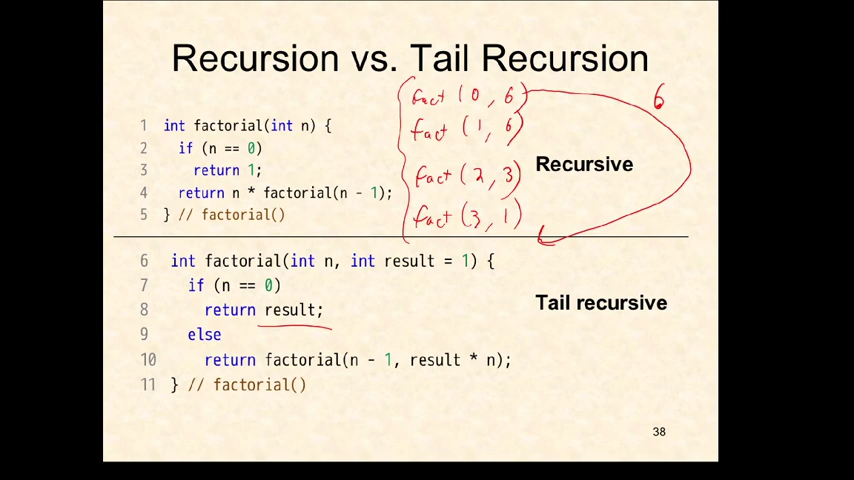 Recursion vs. Tail Recursion
fact (0, 6) 6
fact (1, 6)
fact (2, 3)
fact (3, 1)
1 int factorial(int n) {
2 if (n == 0)
3 return 1;
4 return n * factorial(n - 1);
5 } // factorial()
Recursive
6 int factorial(int n, int result = 1) {
7 if (n == 0)
8 return result;
9 else
10 return factorial(n - 1, result * n);
11 } // factorial()
Tail recursive
38